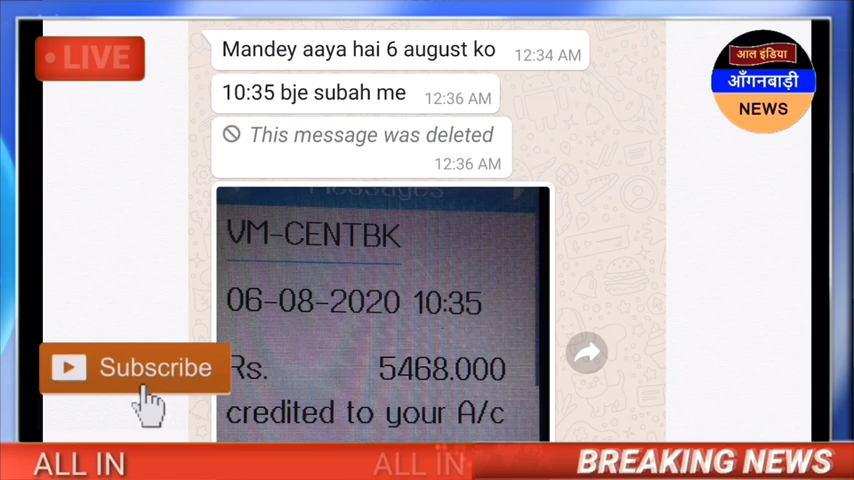 LIVE
Mandey aaya hai 6 august ko 12:34 AM
10:35 bje subah me 12:36 AM
This message was deleted
12:36 AM
Messages
VM-CENTBK
06-08-2020 10:35
Rs. 5468.000
credited to your A/c
आल इंडिया
आँगनबाड़ी
NEWS
Subscribe
ALL IN ALL IN BREAKING NEWS